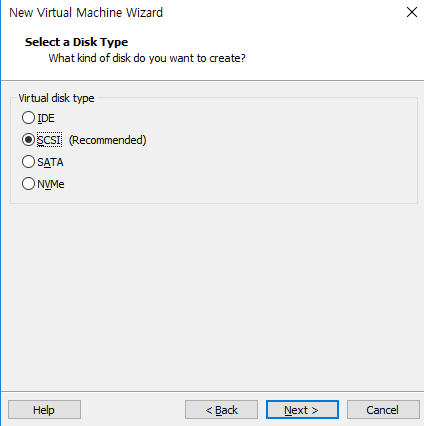 New Virtual Machine Wizard
Select a Disk Type
What kind of disk do you want to create?
Virtual disk type
IDE
SCSI (Recommended)
SATA
NVMe
Help
< Back
Next >
Cancel